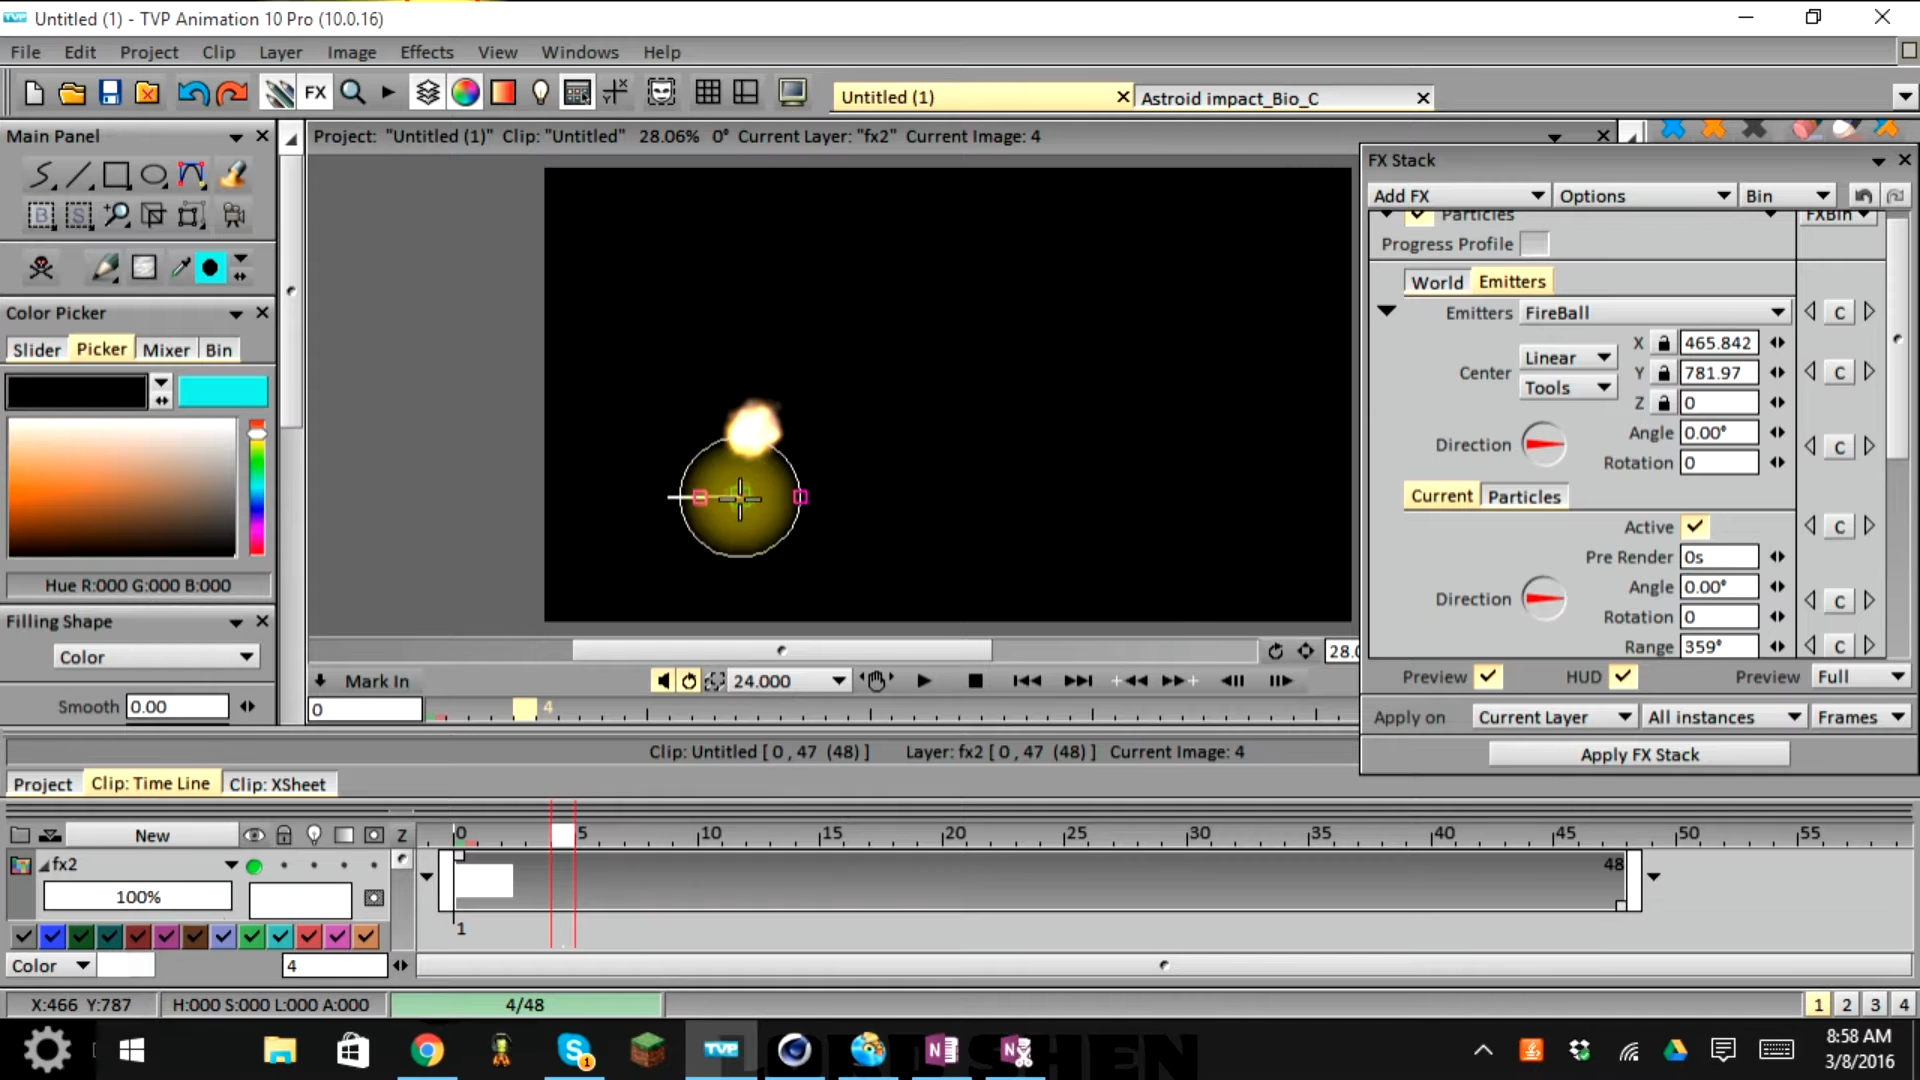 Untitled (1) - TVP Animation 10 Pro (10.0.16)
File Edit Project Clip Layer Image Effects View Windows Help
FX Untitled (1) Astroid impact_Bio_C
Main Panel
Project: "Untitled (1)" Clip: "Untitled" 28.06% 0° Current Layer: "fx2" Current Image: 4
FX Stack
Add FX Options Bin
Particles FXBin
Progress Profile
World Emitters
Emitters FireBall C
X 465.842
Linear
Center Y 781.97 C
Tools
Z 0
Angle 0.00°
Direction C
Rotation 0
Current Particles
Active C
Pre Render 0s
Angle 0.00°
Direction C
Rotation 0
Range 359° C
Preview HUD Preview Full
Apply on Current Layer All instances Frames
Apply FX Stack
B S
Color Picker
Slider Picker Mixer Bin
Hue R:000 G:000 B:000
Filling Shape
Color
Smooth 0.00
28.0
Mark In 24.000
0 4
Clip: Untitled [ 0 , 47 (48) ] Layer: fx2 [ 0 , 47 (48) ] Current Image: 4
Project Clip: Time Line Clip: XSheet
New Z 0 5 10 15 20 25 30 35 40 45 50 55
fx2 48
100%
1
Color 4
X:466 Y:787 H:000 S:000 L:000 A:000 4/48 1 2 3 4
TVP N N
1
8:58 AM
3/8/2016